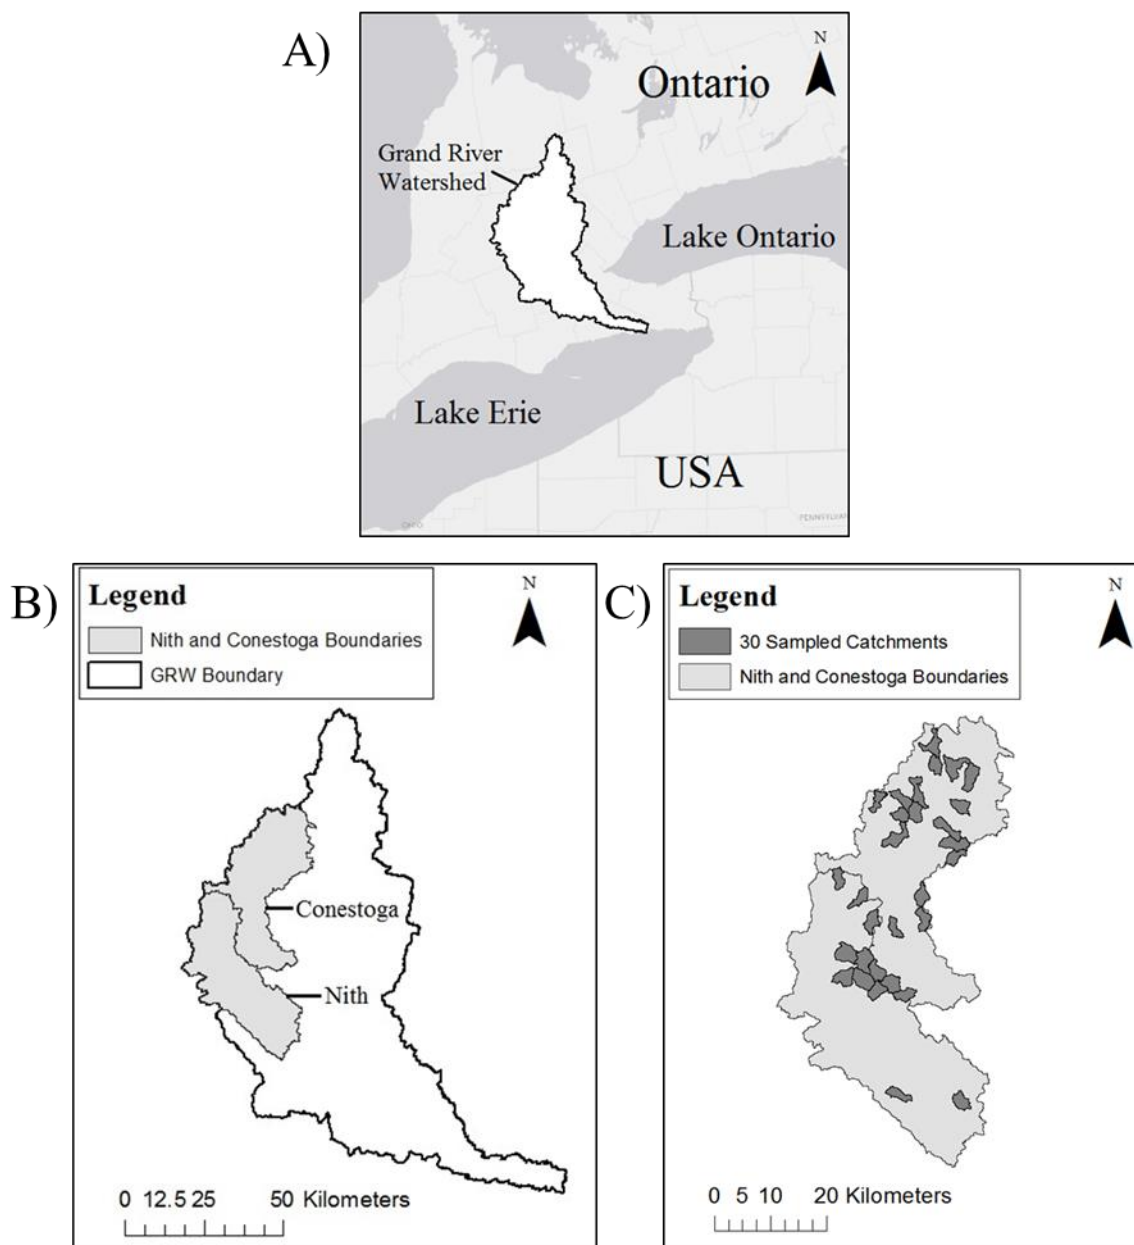 A)
N
Ontario
Grand River
Watershed
Lake Ontario
Lake Erie
USA
OHIO
B)
Legend
Nith and Conestoga Boundaries
GRW Boundary
N
Conestoga
Nith
0 12.5 25 50 Kilometers
C)
Legend
30 Sampled Catchments
Nith and Conestoga Boundaries
N
0 5 10 20 Kilometers